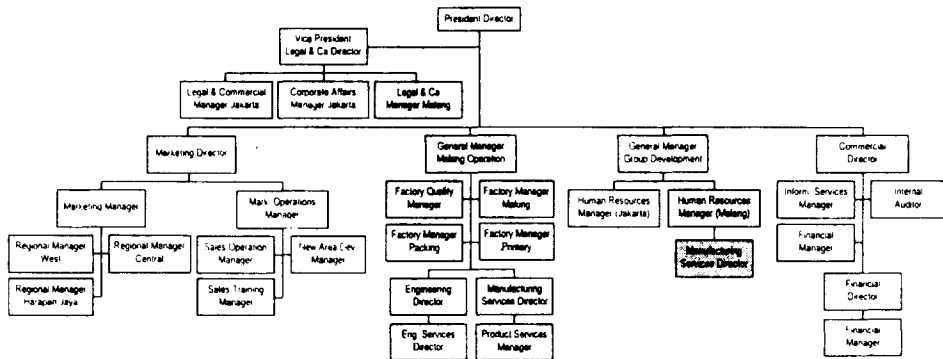 President Director
Vice President
Legal & Ca Director
Legal & Commercial
Manager Jakarta
Corporate Affairs
Manager Jakarta
Legal & Ca
Manager Malang
Marketing Director
General Manager
Malang Operation
General Manager
Group Development
Commercial
Director
Marketing Manager
Mark. Operations
Manager
Factory Quality
Manager
Factory Manager
Making
Human Resources
Manager (Jakarta)
Human Resources
Manager (Malang)
Inform. Services
Manager
Internal
Auditor
Regional Manager
West
Regional Manager
Central
Sales Operation
Manager
New Area Dev
Manager
Factory Manager
Packing
Factory Manager
Primary
Manufacturing
Services Director
Financial
Manager
Regional Manager
Harapan Jaya
Sales Training
Manager
Engineering
Director
Manufacturing
Services Director
Financial
Director
Eng. Services
Director
Product Services
Manager
Financial
Manager